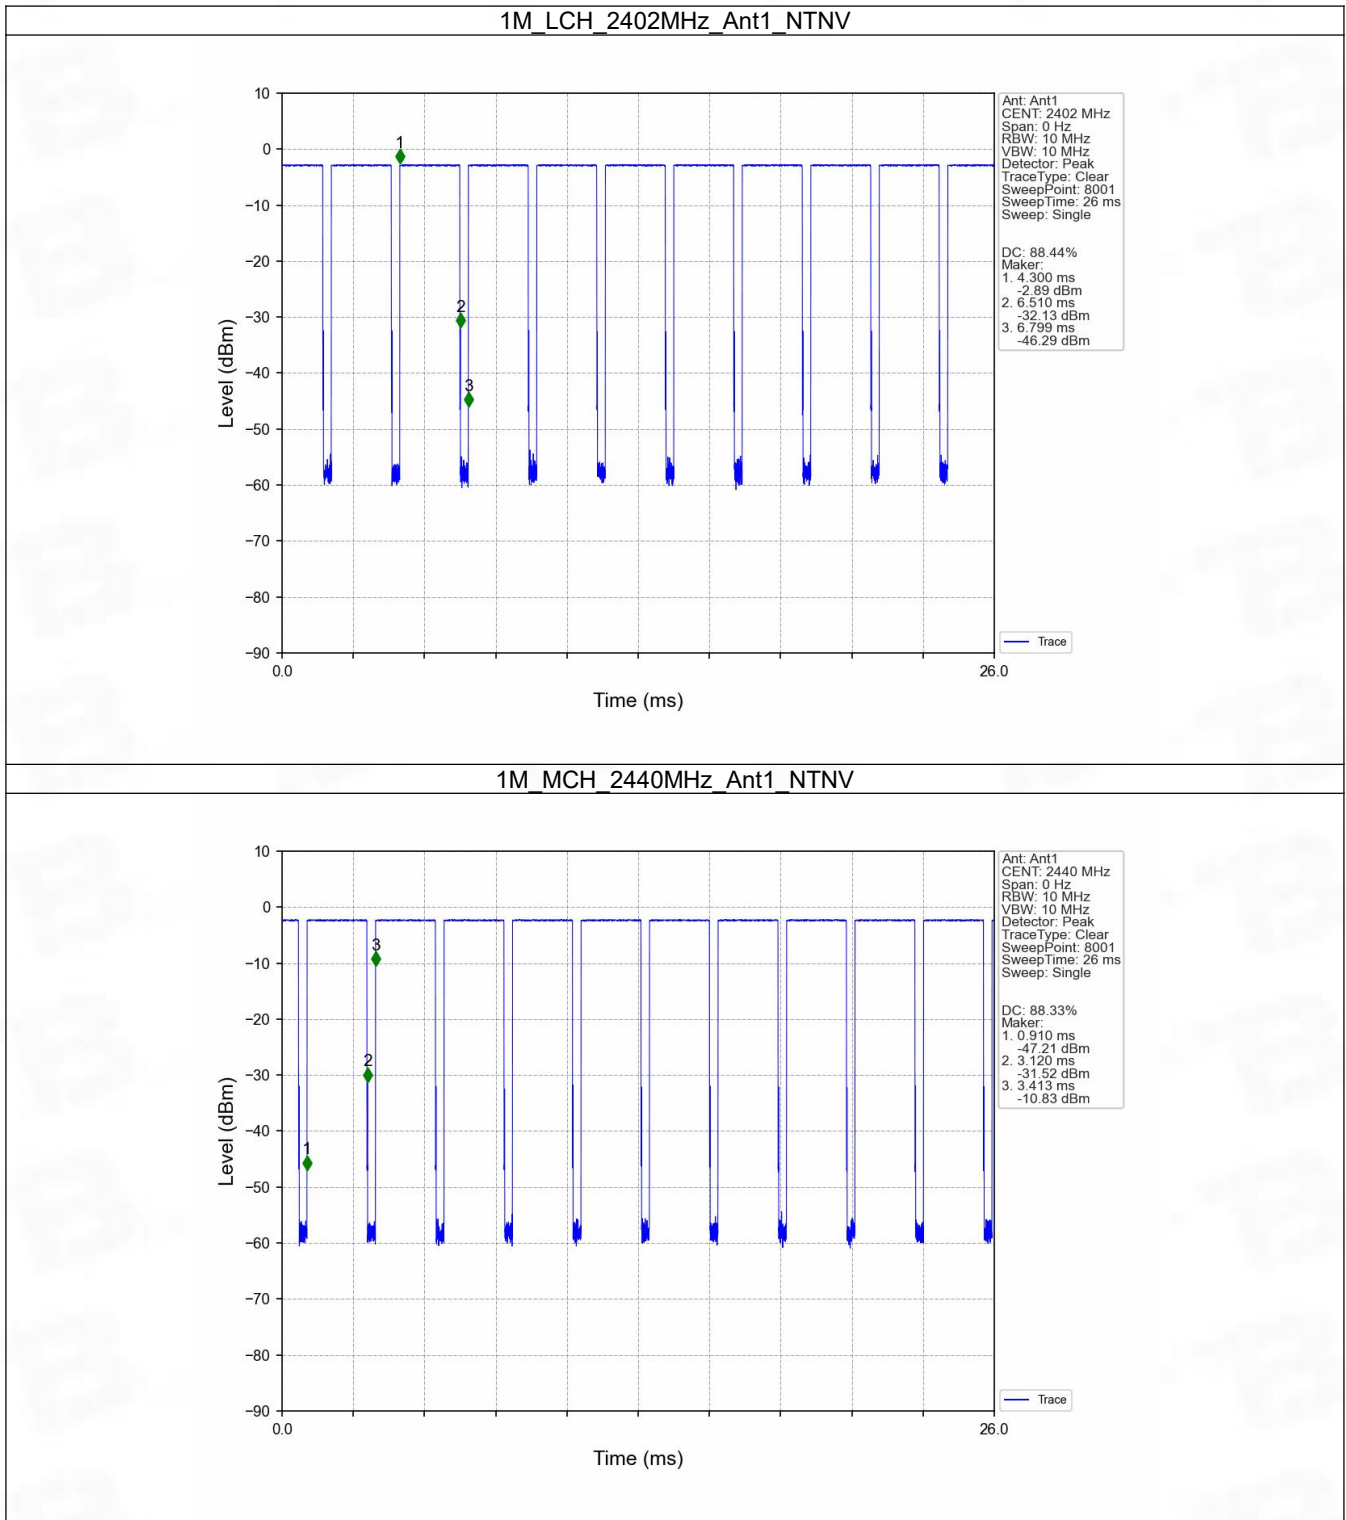 1M_LCH_2402MHz_Ant1_NTNV
10
0
−10
−20
−30
−40
−50
−60
−70
−80
−90
Level (dBm)
1
2
3
0.0
26.0
Time (ms)
Ant: Ant1
CENT: 2402 MHz
Span: 0 Hz
RBW: 10 MHz
VBW: 10 MHz
Detector: Peak
TraceType: Clear
SweepPoint: 8001
SweepTime: 26 ms
Sweep: Single
DC: 88.44%
Maker:
1. 4.300 ms
-2.89 dBm
2. 6.510 ms
-32.13 dBm
3. 6.799 ms
-46.29 dBm
Trace
1M_MCH_2440MHz_Ant1_NTNV
10
0
−10
−20
−30
−40
−50
−60
−70
−80
−90
Level (dBm)
1
2
3
0.0
26.0
Time (ms)
Ant: Ant1
CENT: 2440 MHz
Span: 0 Hz
RBW: 10 MHz
VBW: 10 MHz
Detector: Peak
TraceType: Clear
SweepPoint: 8001
SweepTime: 26 ms
Sweep: Single
DC: 88.33%
Maker:
1. 0.910 ms
-47.21 dBm
2. 3.120 ms
-31.52 dBm
3. 3.413 ms
-10.83 dBm
Trace